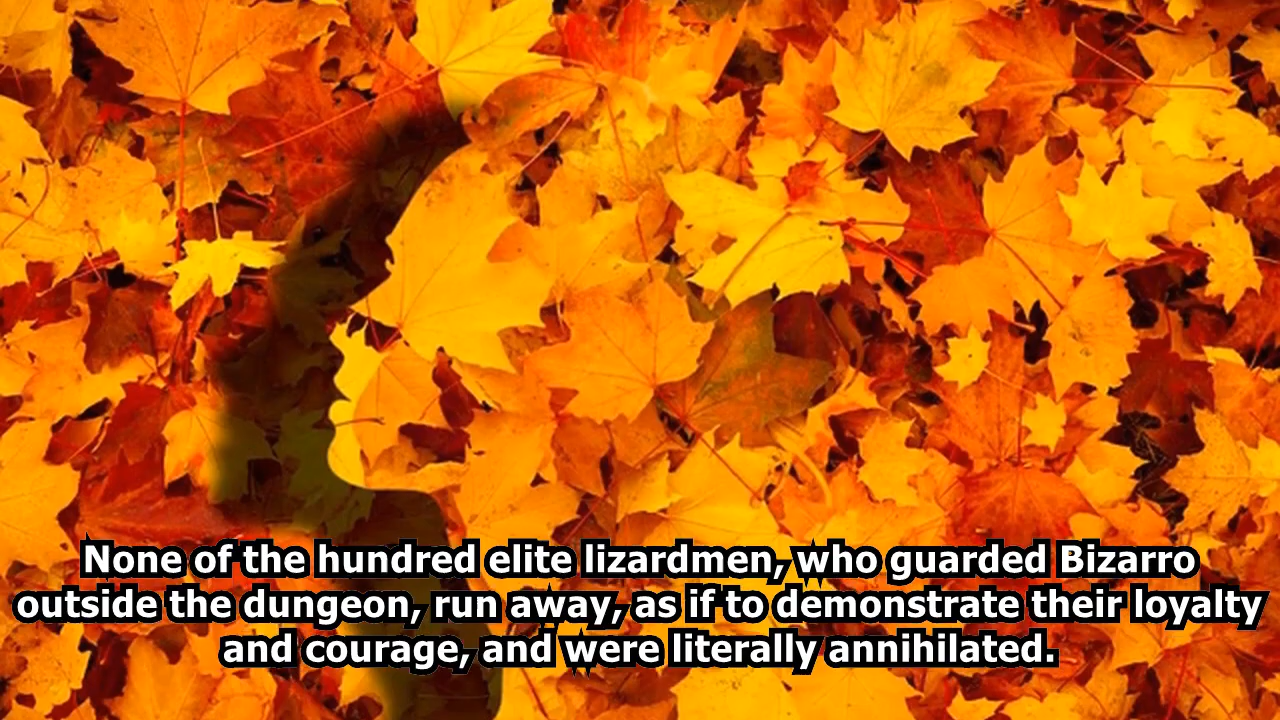 None of the hundred elite lizardmen, who guarded Bizarro
outside the dungeon, run away, as if to demonstrate their loyalty
and courage, and were literally annihilated.